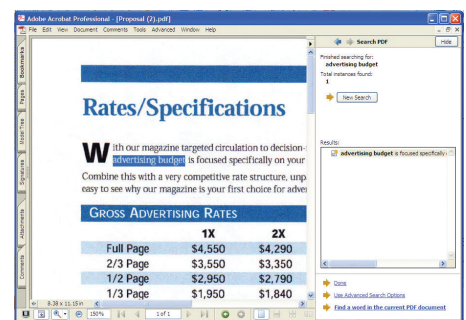 Adobe Acrobat Professional - [Proposal (2).pdf]
File Edit View Document Comments Tools Advanced Window Help
Bookmarks
Pages
Model Tree
Signatures
Attachments
Comments
Rates/Specifications
With our magazine targeted circulation to decision-
advertising budget is focused specifically on your
Combine this with a very competitive rate structure, unp
easy to see why our magazine is your first choice for adver
GROSS ADVERTISING RATES
1X 2X
Full Page $4,550 $4,290
2/3 Page $3,550 $3,350
1/2 Page $2,950 $2,790
1/3 Page $1,950 $1,840
8.38 x 11.15 in
150%
1 of 1
Search PDF
Hide
Finished searching for:
advertising budget
Total instances found:
1
New Search
Results:
advertising budget is focused specifically
Done
Use Advanced Search Options
Find a word in the current PDF document